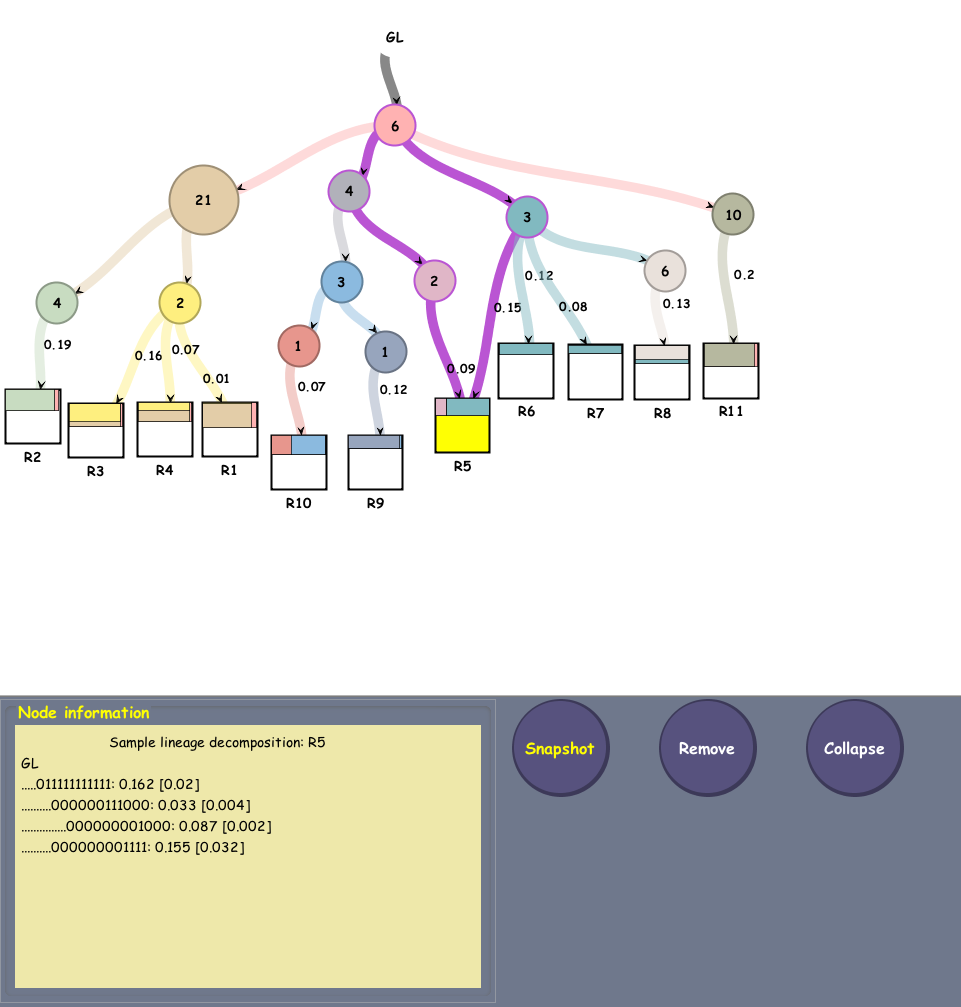 GL
6
4
21
3
10
6
3
2
4
2
0.12
0.2
0.13
0.15
0.08
1
1
0.19
0.16
0.07
0.01
0.09
0.07
0.12
R6
R7
R8
R11
R2
R3
R4
R1
R5
R10
R9
Node information
Sample lineage decomposition: R5
GL
.....011111111111: 0.162 [0.02]
..........000000111000: 0.033 [0.004]
...............000000001000: 0.087 [0.002]
..........000000001111: 0.155 [0.032]
Snapshot
Remove
Collapse